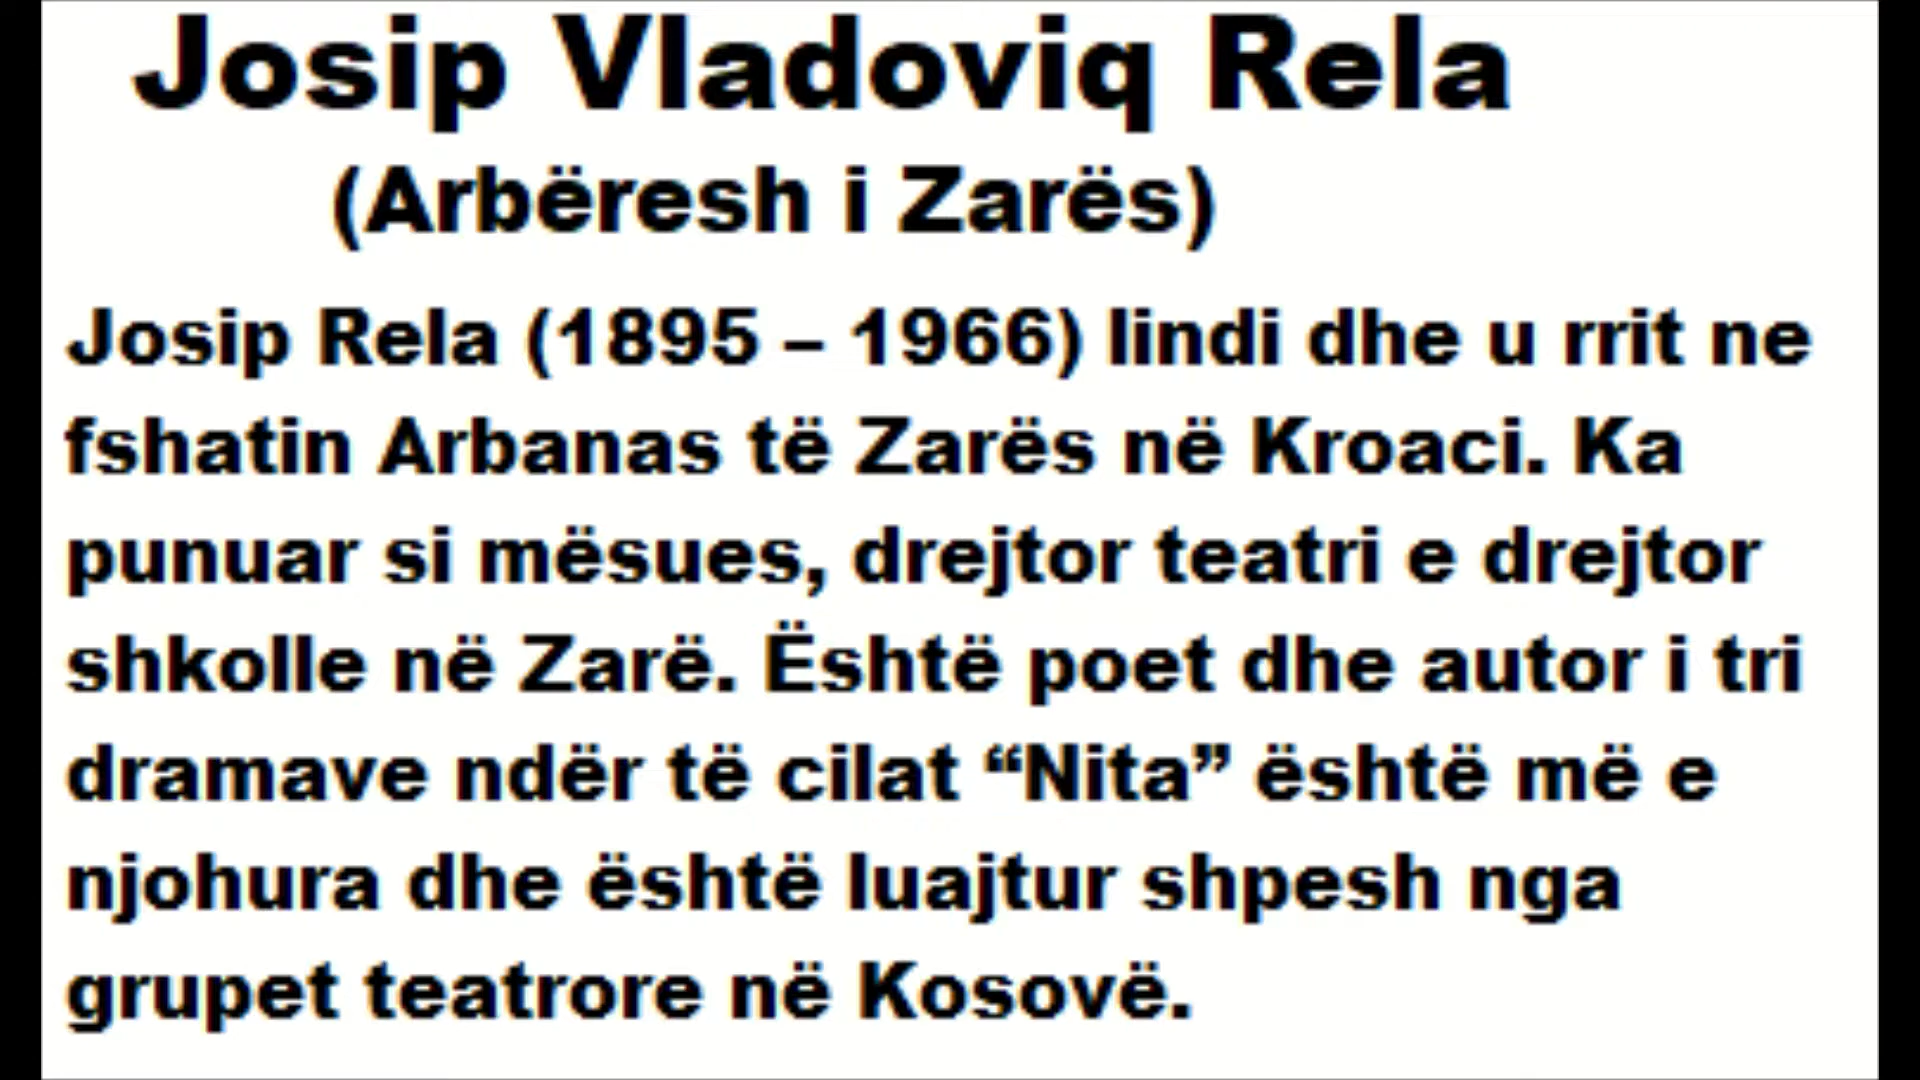 Josip Vladoviq Rela
(Arbëresh i Zarës)
Josip Rela (1895 – 1966) lindi dhe u rrit ne
fshatin Arbanas të Zarës në Kroaci. Ka
punuar si mësues, drejtor teatri e drejtor
shkolle në Zarë. Është poet dhe autor i tri
dramave ndër të cilat “Nita” është më e
njohura dhe është luajtur shpesh nga
grupet teatrore në Kosovë.